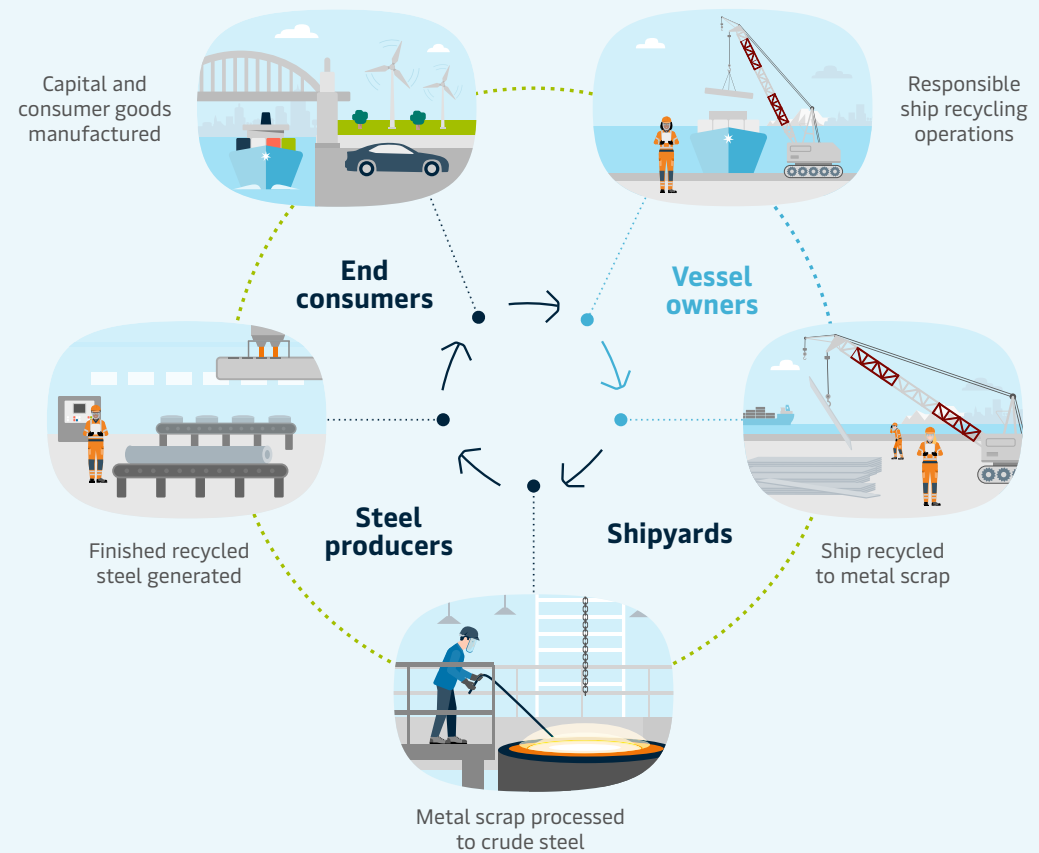 Capital and
consumer goods
manufactured
Responsible
ship recycling
operations
End
consumers
Vessel
owners
Steel
producers
Shipyards
Finished recycled
steel generated
Ship recycled
to metal scrap
Metal scrap processed
to crude steel